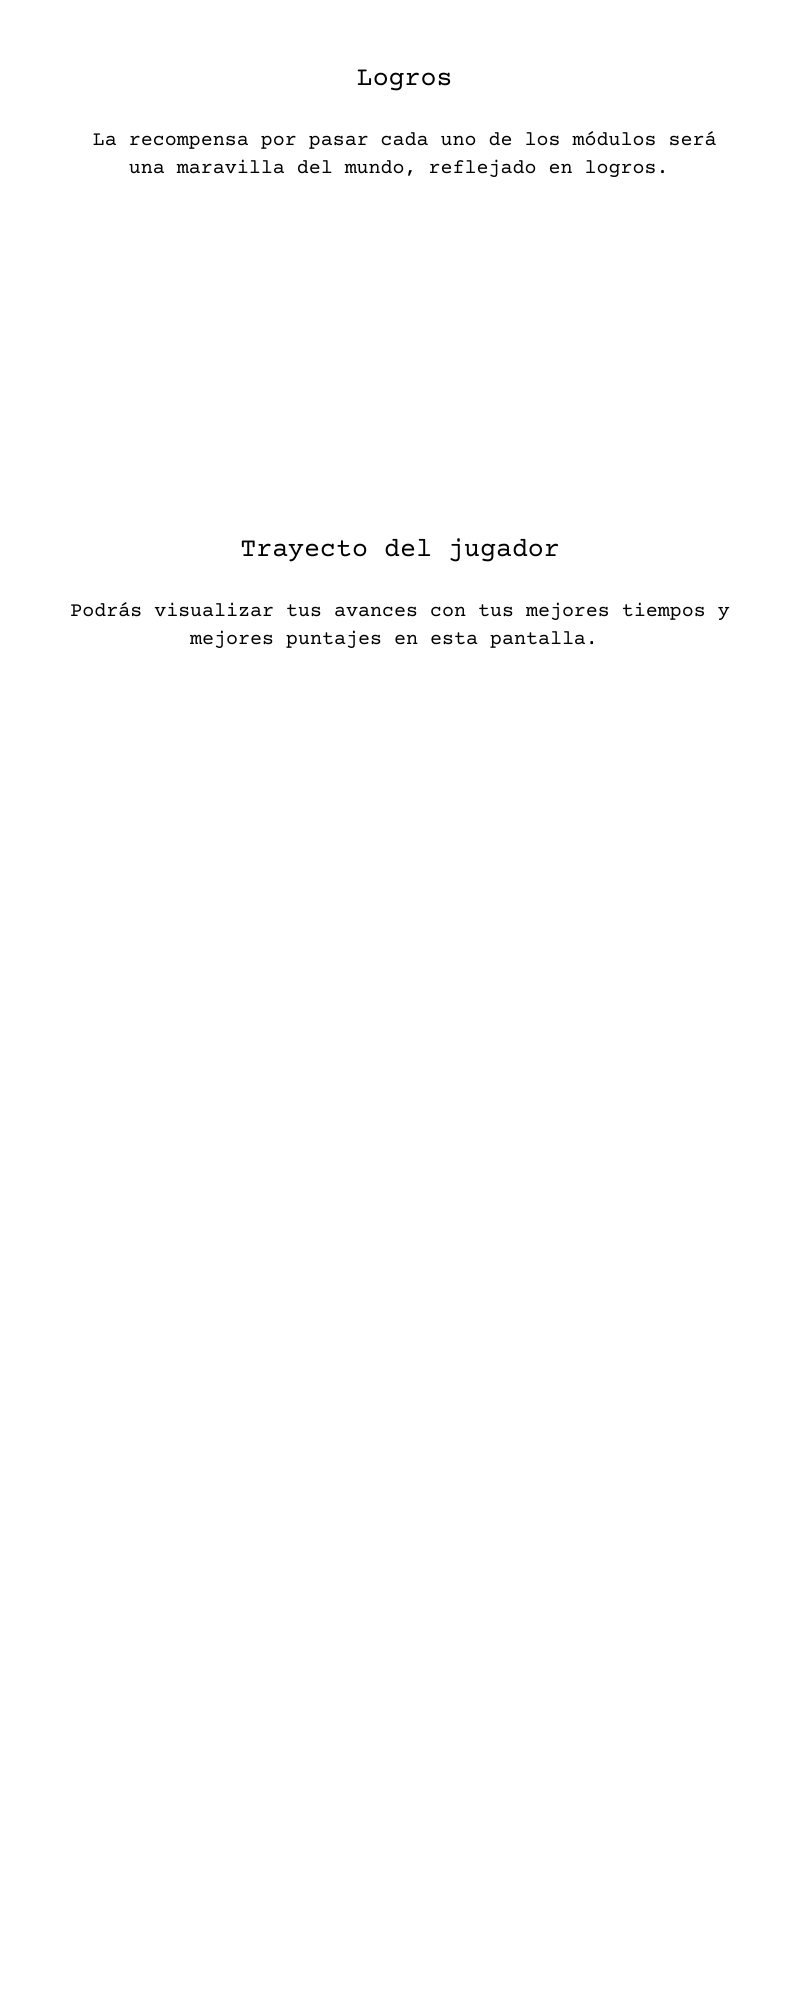 Logros
La recompensa por pasar cada uno de los módulos será
una maravilla del mundo, reflejado en logros.
Trayecto del jugador
Podrás visualizar tus avances con tus mejores tiempos y
mejores puntajes en esta pantalla.